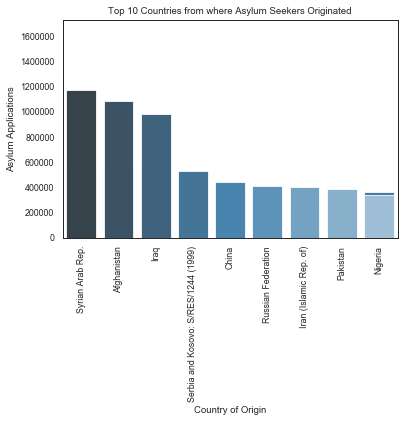 Top 10 Countries from where Asylum Seekers Originated
1600000
1400000
1200000
1000000
800000
600000
400000
200000
0
Asylum Applications
Syrian Arab Rep.
Afghanistan
Iraq
Serbia and Kosovo: S/RES/1244 (1999)
China
Russian Federation
Iran (Islamic Rep. of)
Pakistan
Nigeria
Country of Origin